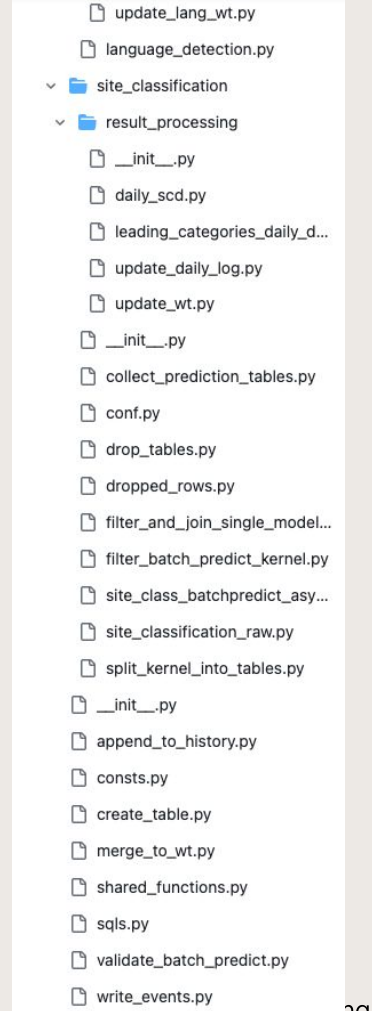 update_lang_wt.py
language_detection.py
site_classification
result_processing
__init__.py
daily_scd.py
leading_categories_daily_d...
update_daily_log.py
update_wt.py
__init__.py
collect_prediction_tables.py
conf.py
drop_tables.py
dropped_rows.py
filter_and_join_single_model...
filter_batch_predict_kernel.py
site_class_batchpredict_asy...
site_classification_raw.py
split_kernel_into_tables.py
__init__.py
append_to_history.py
consts.py
create_table.py
merge_to_wt.py
shared_functions.py
sqls.py
validate_batch_predict.py
write_events.py